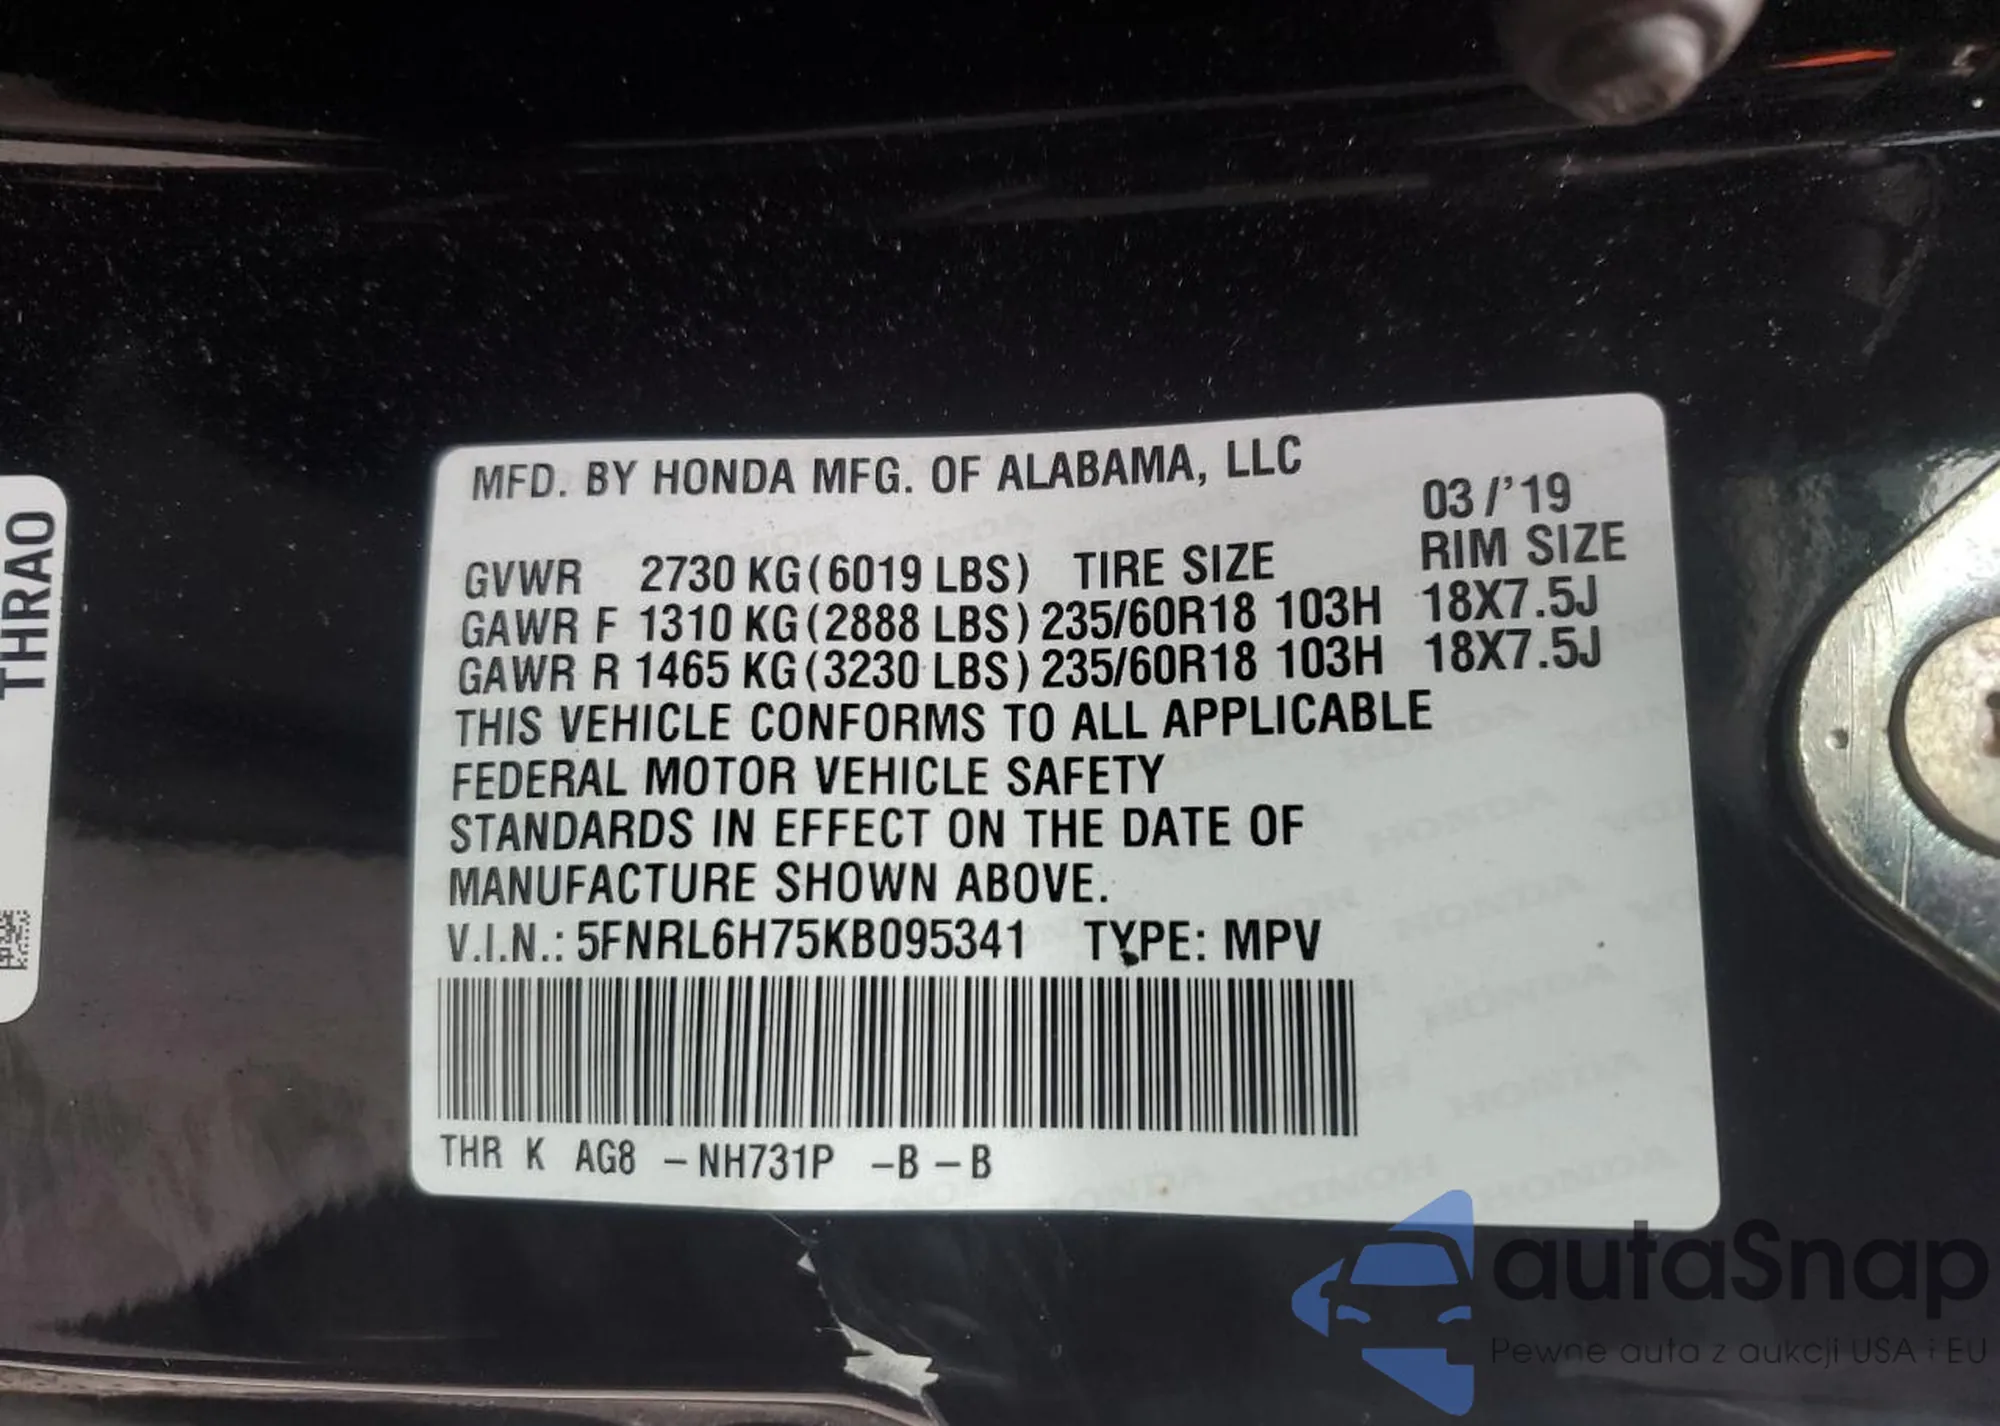 MFD. BY HONDA MFG. OF ALABAMA, LLC
03/'19
GVWR 2730 KG(6019 LBS) TIRE SIZE RIM SIZE
GAWR F 1310 KG(2888 LBS) 235/60R18 103H 18X7.5J
GAWR R 1465 KG(3230 LBS) 235/60R18 103H 18X7.5J
THIS VEHICLE CONFORMS TO ALL APPLICABLE
FEDERAL MOTOR VEHICLE SAFETY
STANDARDS IN EFFECT ON THE DATE OF
MANUFACTURE SHOWN ABOVE.
V.I.N.: 5FNRL6H75KB095341 TYPE: MPV
THR K AG8 -NH731P -B-B
THRAO
autaSnap
Pewne auta z aukcji USA i EU